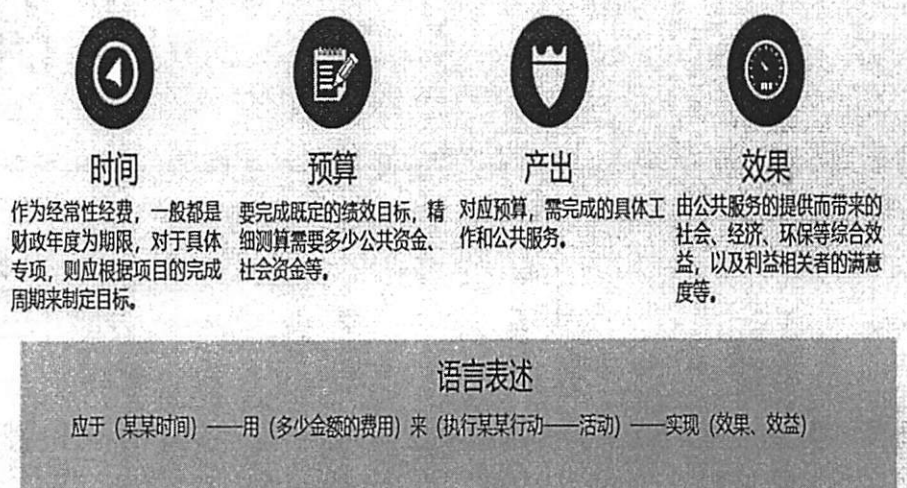 时间
作为经常性经费，一般都是
财政年度为期限，对于具体
专项，则应根据项目的完成
周期来制定目标。
预算
要完成既定的绩效目标，精
细测算需要多少公共资金、
社会资金等。
产出
对应预算，需完成的具体工
作和公共服务。
效果
由公共服务的提供而带来的
社会、经济、环保等综合效
益，以及利益相关者的满意
度等。
语言表述
应于（某某时间）——用（多少金额的费用）来（执行某某行动——活动）——实现（效果、效益）